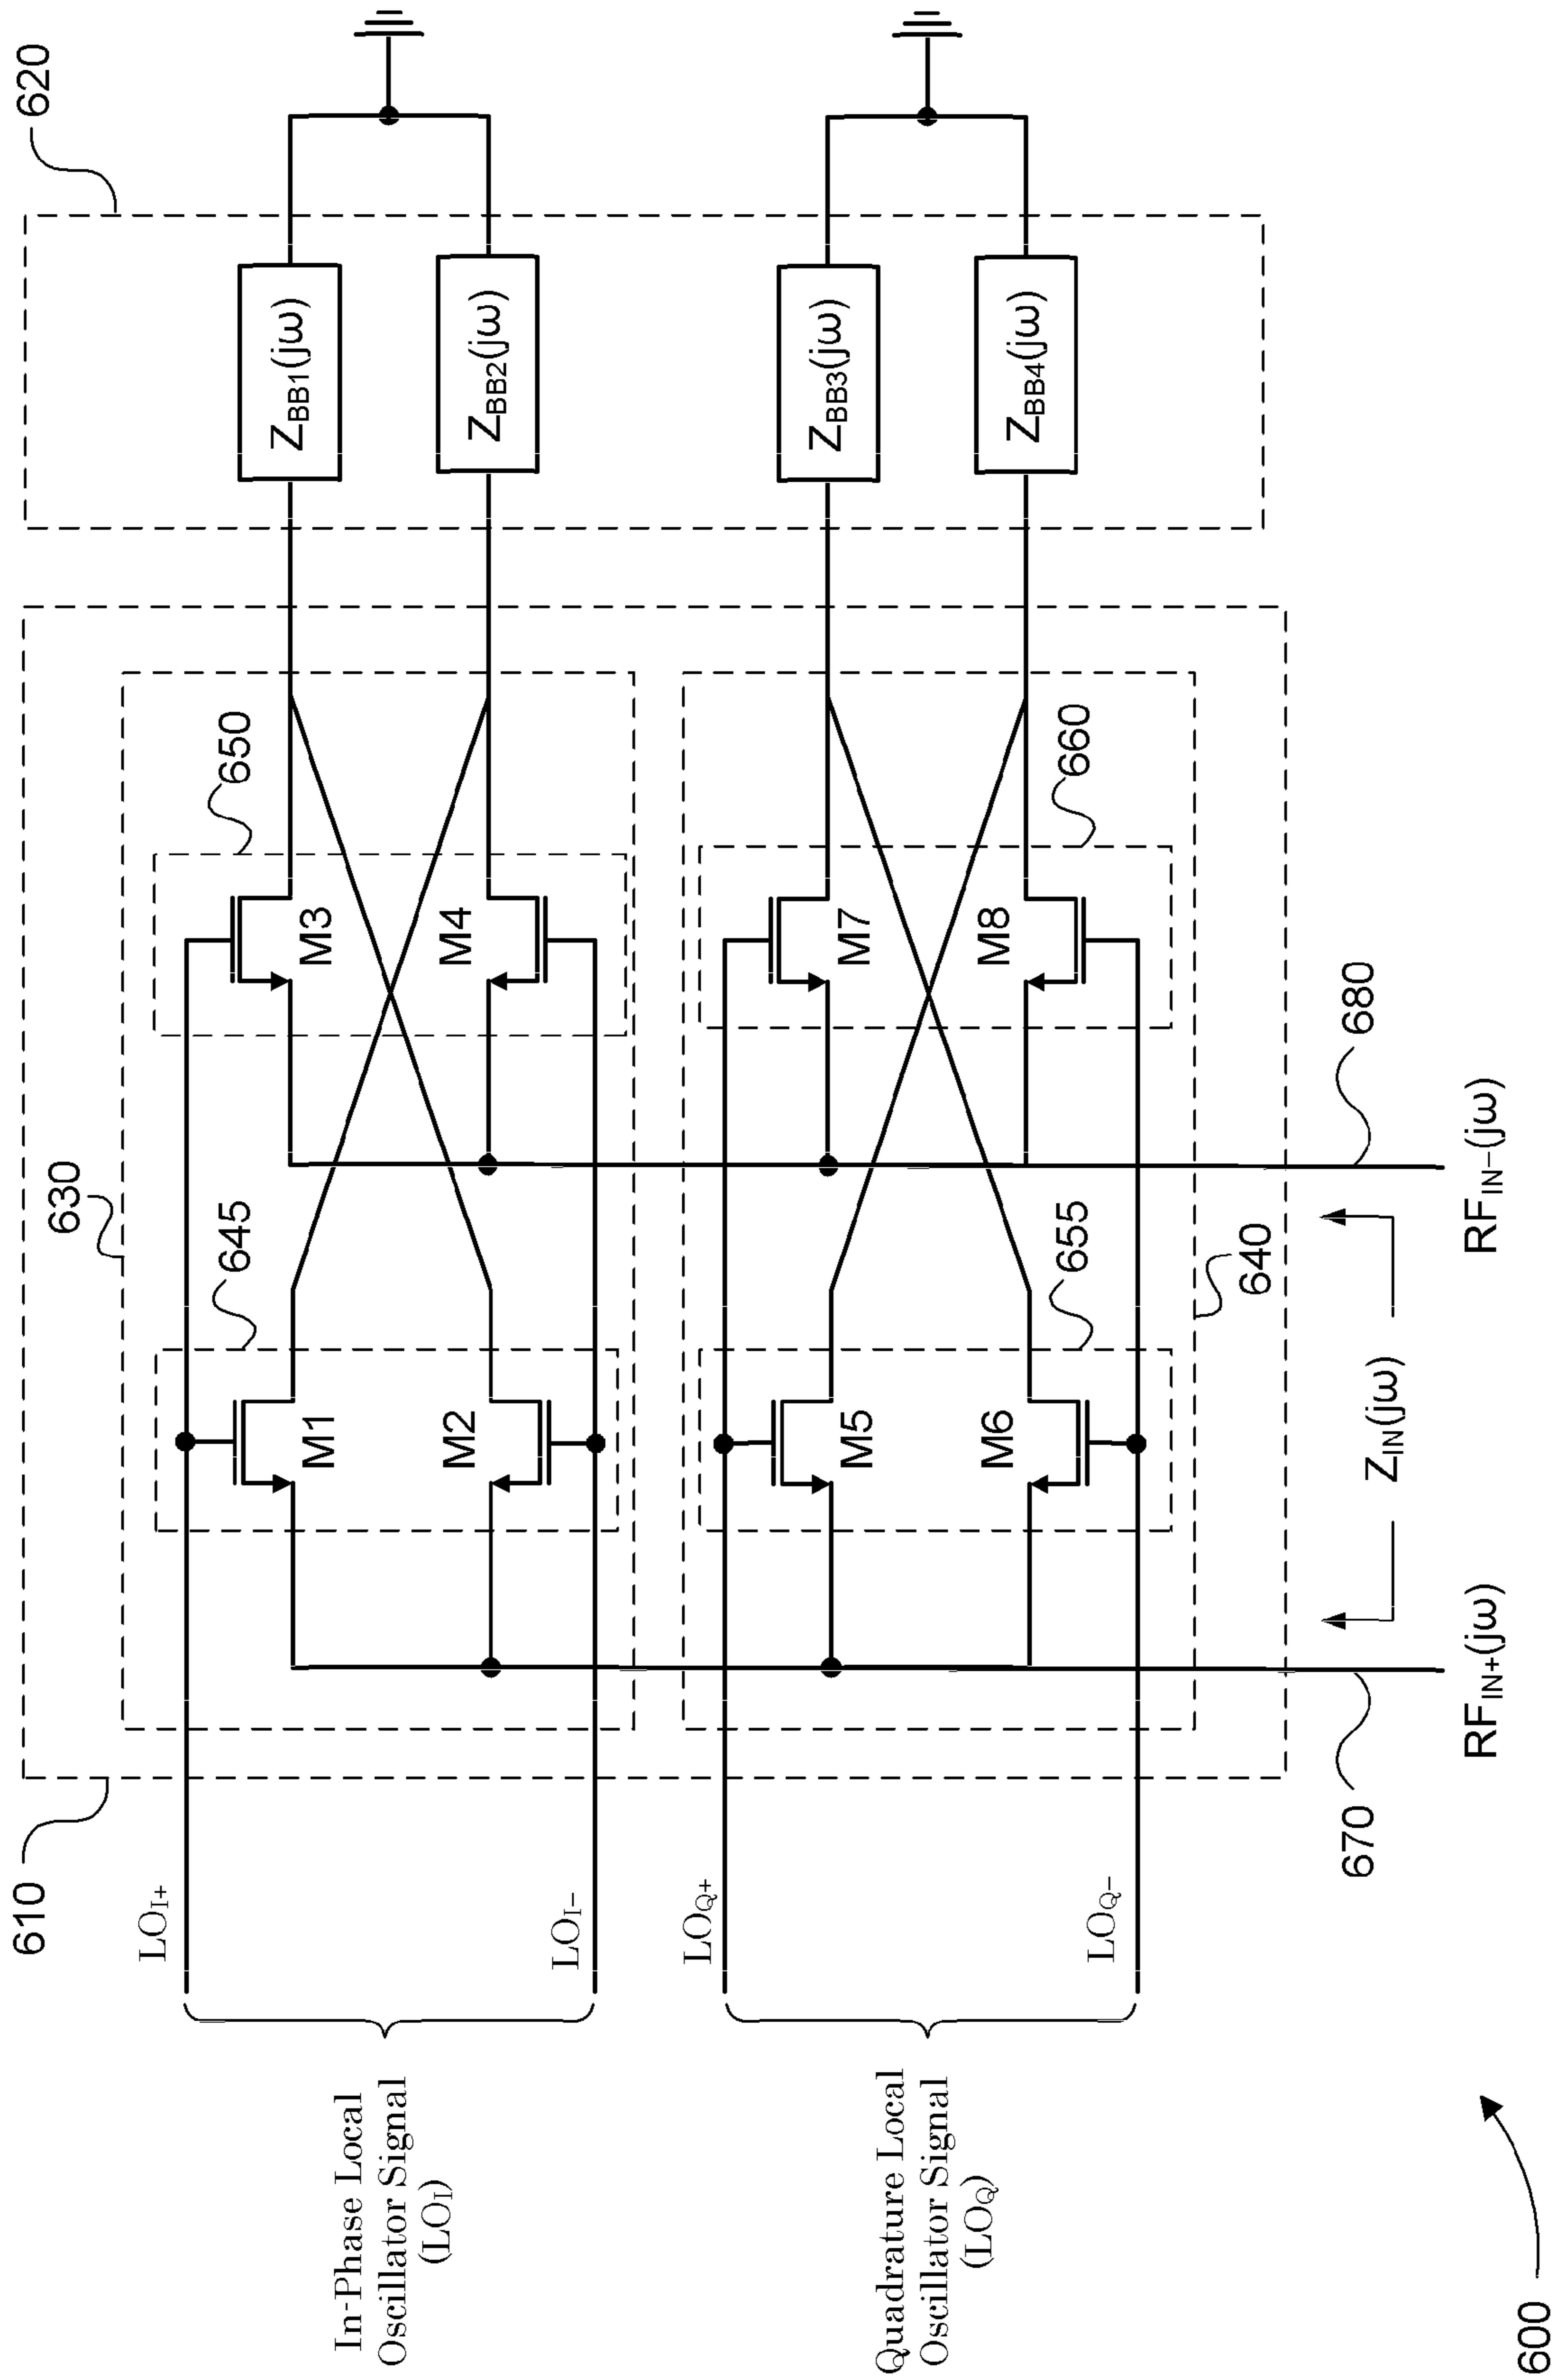 620
Z_BB1(jω)
Z_BB2(jω)
Z_BB3(jω)
Z_BB4(jω)
650
660
M3
M4
M7
M8
630
645
655
640
680
M1
M2
M5
M6
Z_IN(jω)
RF_IN−(jω)
RF_IN+(jω)
670
610
LO_I+
LO_I−
LO_Q+
LO_Q−
In-Phase Local
Oscillator Signal
(LO_I)
Quadrature Local
Oscillator Signal
(LO_Q)
600